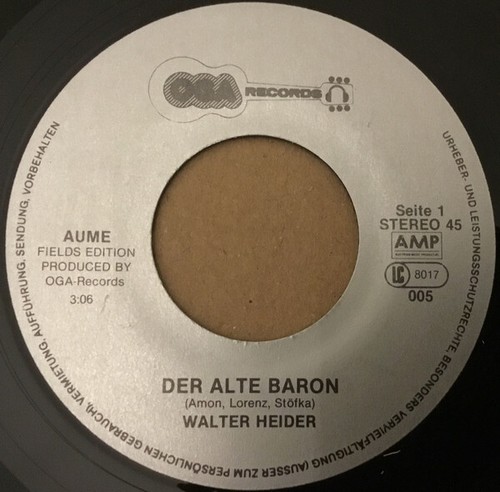 OGA RECORDS
AUME
FIELDS EDITION
PRODUCED BY
OGA-Records
3:06
Seite 1
STEREO 45
AMP
LC 8017
005
DER ALTE BARON
(Amon, Lorenz, Stöfka)
WALTER HEIDER
URHEBER- UND LEISTUNGSSCHUTZRECHTE, BESONDERS VERVIELFÄLTIGUNG (AUSSER ZUM PERSÖNLICHEN GEBRAUCH), VERMIETUNG, AUFFÜHRUNG, SENDUNG, VORBEHALTEN